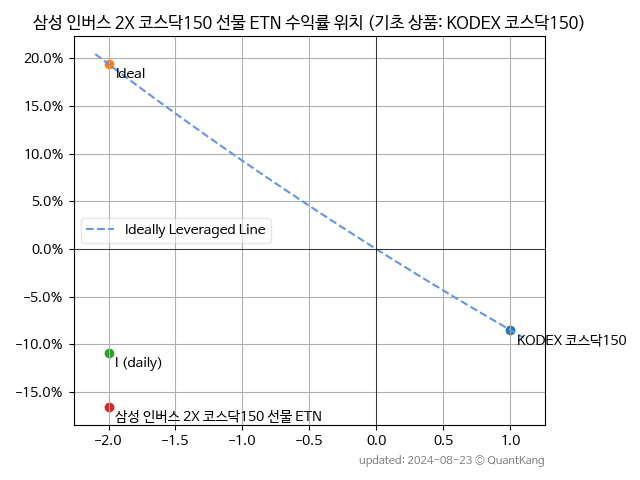 삼성 인버스 2X 코스닥150 선물 ETN 수익률 위치 (기초 상품: KODEX 코스닥150)
20.0%
15.0%
10.0%
5.0%
0.0%
−5.0%
−10.0%
−15.0%
Ideal
Ideally Leveraged Line
KODEX 코스닥150
I (daily)
삼성 인버스 2X 코스닥150 선물 ETN
−2.0 −1.5 −1.0 −0.5 0.0 0.5 1.0
updated: 2024-08-23 © QuantKang